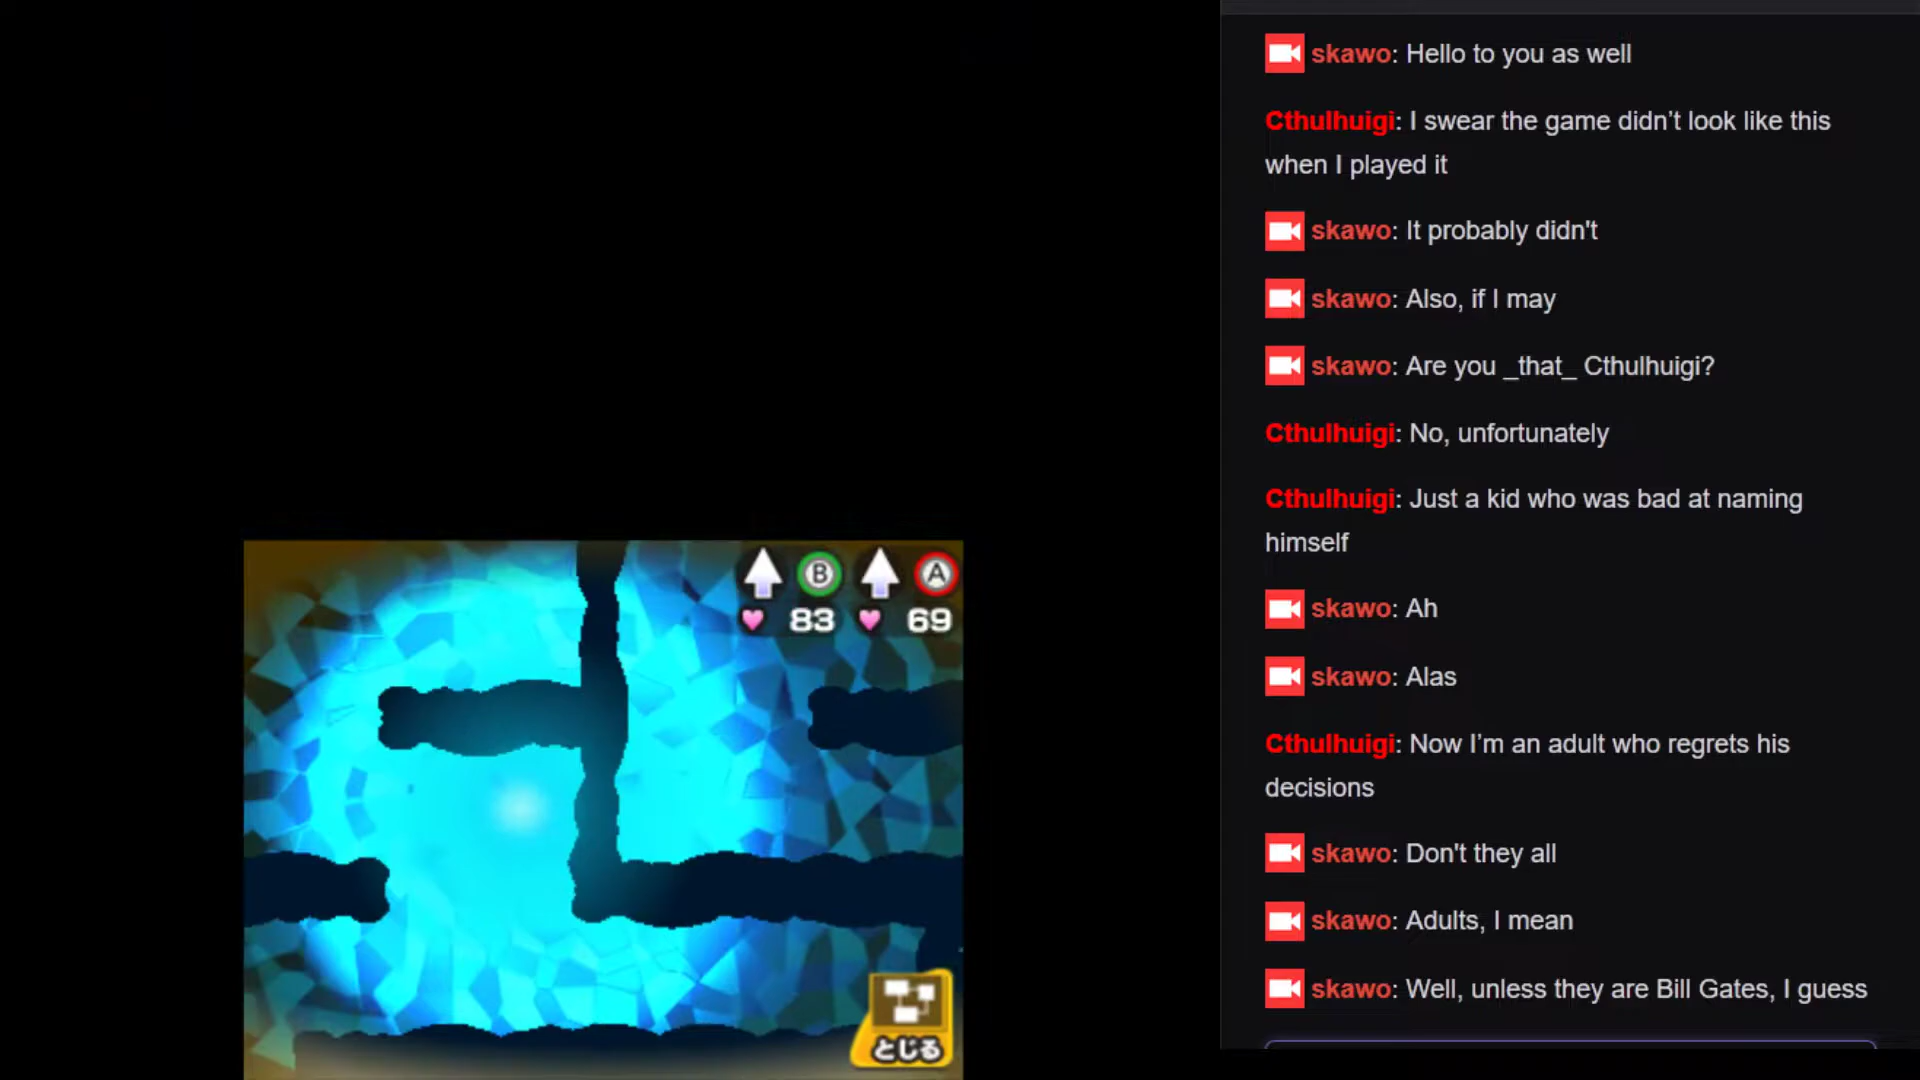 skawo: Hello to you as well
Cthulhuigi: I swear the game didn’t look like this
when I played it
skawo: It probably didn't
skawo: Also, if I may
skawo: Are you _that_ Cthulhuigi?
Cthulhuigi: No, unfortunately
Cthulhuigi: Just a kid who was bad at naming
himself
skawo: Ah
skawo: Alas
Cthulhuigi: Now I’m an adult who regrets his
decisions
skawo: Don't they all
skawo: Adults, I mean
skawo: Well, unless they are Bill Gates, I guess
B A
83 69
とじる